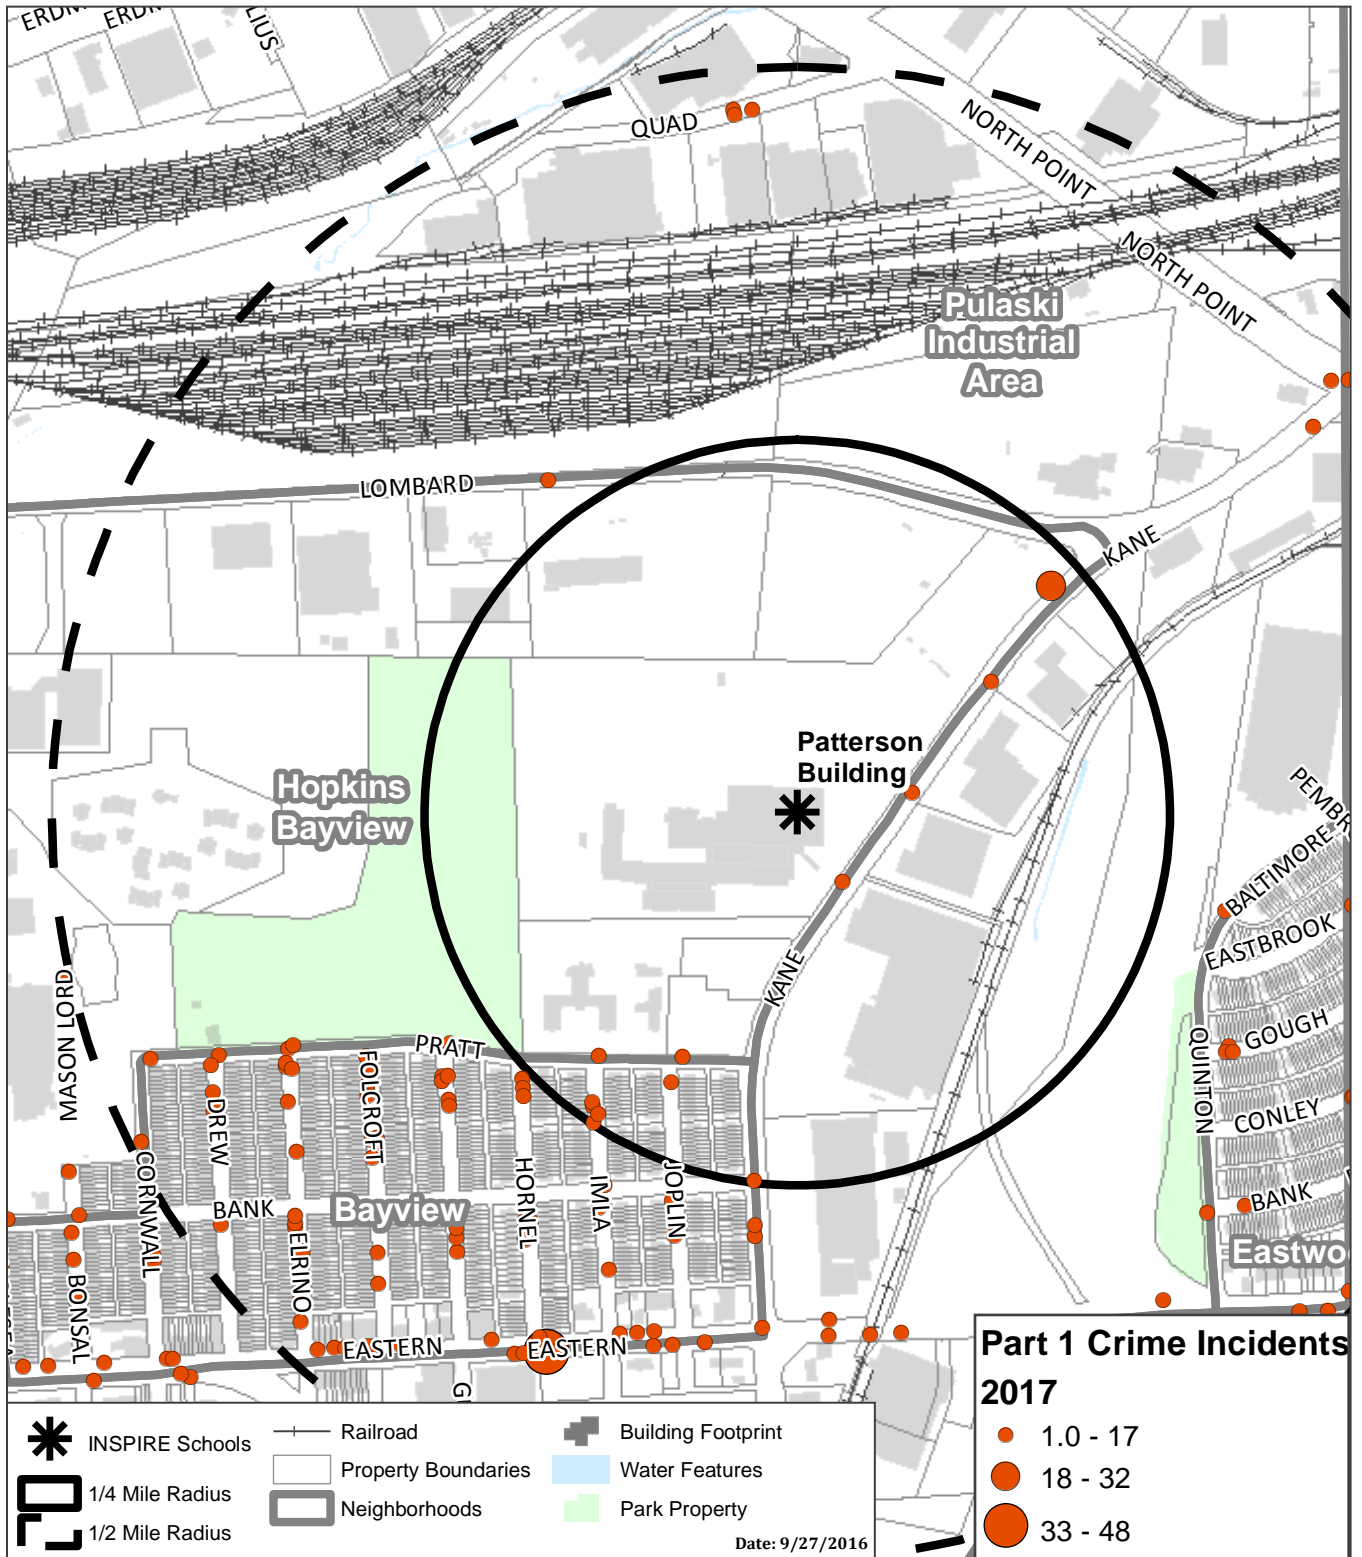 ERDM
ERDM
LIUS
QUAD
NORTH POINT
NORTH POINT
Pulaski
Industrial
Area
LOMBARD
KANE
Patterson
Building
Hopkins
Bayview
PEMBR
BALTIMORE
EASTBROOK
MASON LORD
KANE
QUINTON
GOUGH
PRATT
FOLCROFT
DREW
CONLEY
CORNWALL
HORNEL
IMLA
JOPLIN
BANK
Bayview
BANK
ELRINO
BONSAL
Eastwo
EASTERN
EASTERN
Part 1 Crime Incidents
2017
1.0 - 17
18 - 32
33 - 48
INSPIRE Schools
1/4 Mile Radius
1/2 Mile Radius
Railroad
Property Boundaries
Neighborhoods
Building Footprint
Water Features
Park Property
Date: 9/27/2016